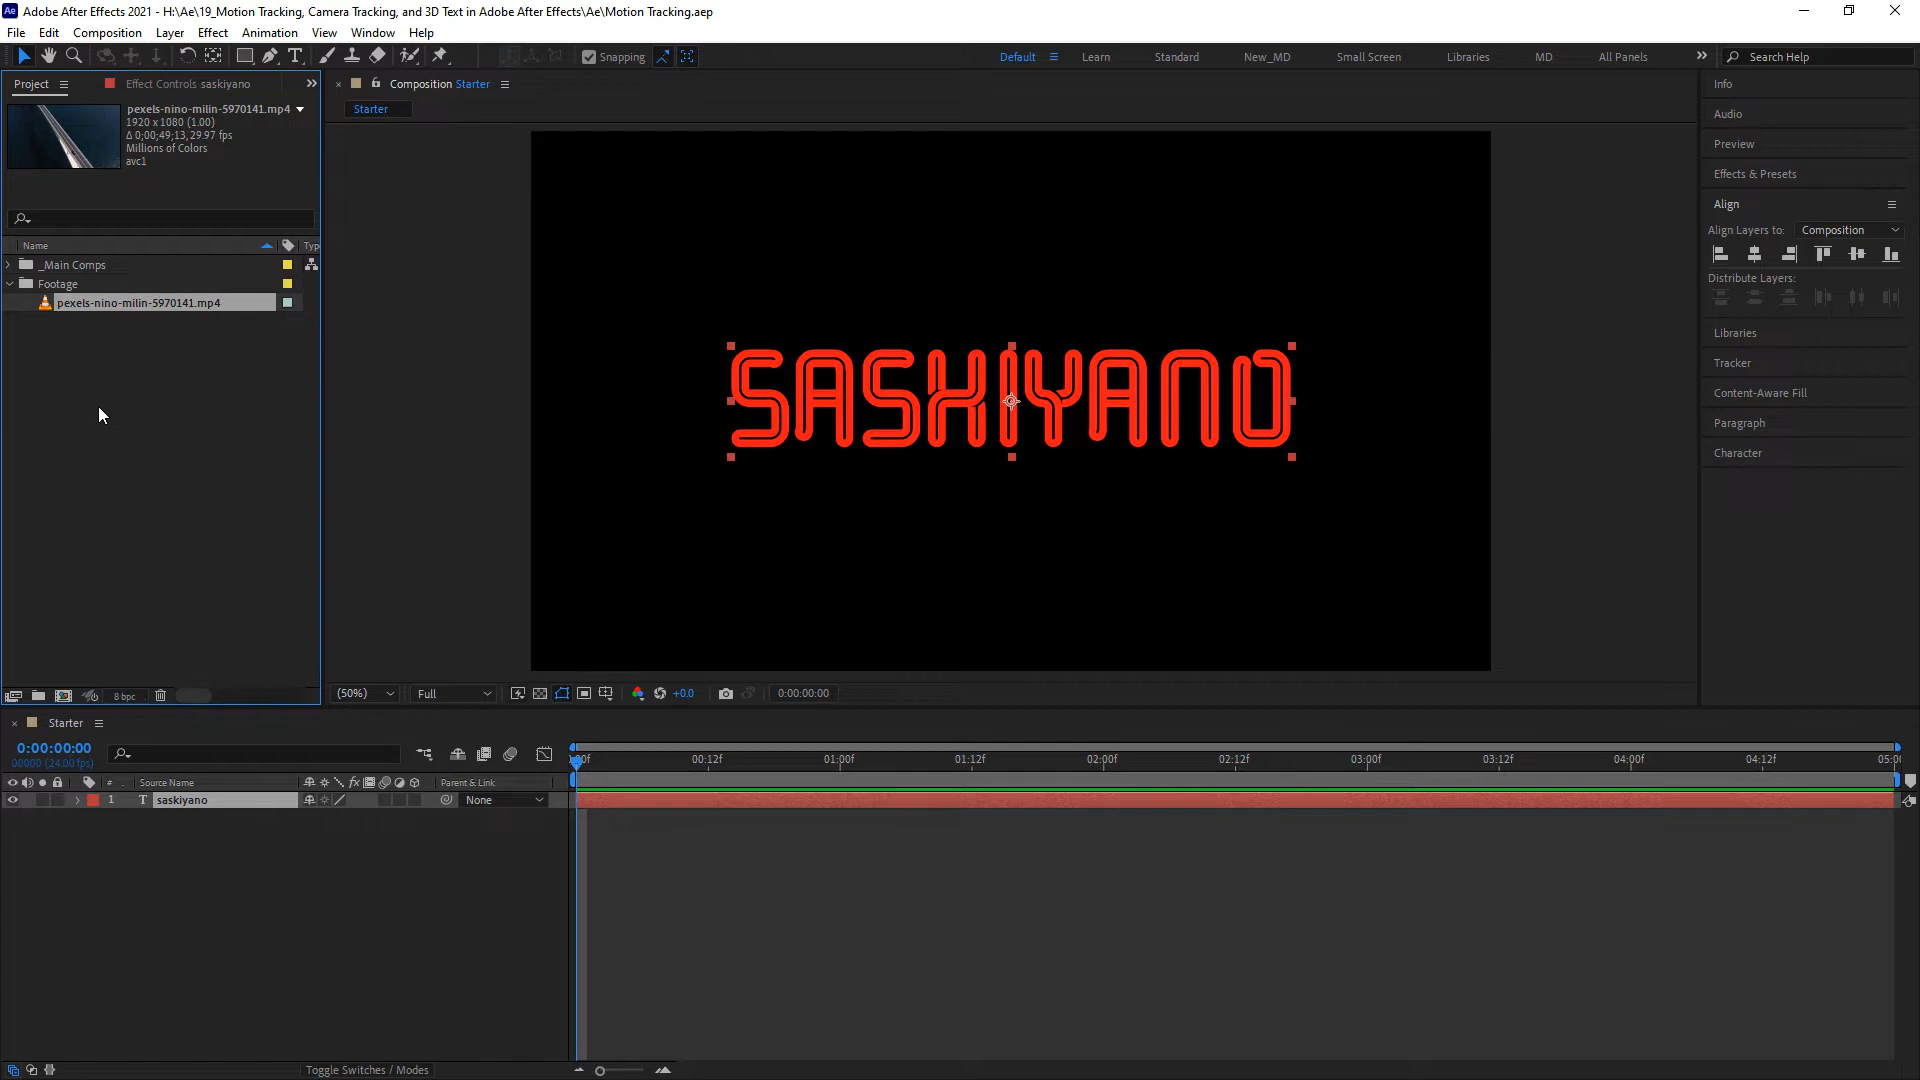 Adobe After Effects 2021 - H:\Ae\19_Motion Tracking, Camera Tracking, and 3D Text in Adobe After Effects\Ae\Motion Tracking.aep
File Edit Composition Layer Effect Animation View Window Help
Snapping Default Learn Standard New_MD Small Screen Libraries MD All Panels Search Help
Project Effect Controls saskiyano
Composition Starter
Starter
pexels-nino-milin-5970141.mp4
1920 x 1080 (1.00)
Δ 0;00;49;13, 29.97 fps
Millions of Colors
avc1
Name Typ
_Main Comps
Footage
pexels-nino-milin-5970141.mp4
8 bpc
SASKIYANO
(50%) Full +0.0 0:00:00:00
Info
Audio
Preview
Effects & Presets
Align
Align Layers to: Composition
Distribute Layers:
Libraries
Tracker
Content-Aware Fill
Paragraph
Character
Starter
0:00:00:00
00000 (24.00 fps)
# Source Name Parent & Link
1 T saskiyano None
:00f 00:12f 01:00f 01:12f 02:00f 02:12f 03:00f 03:12f 04:00f 04:12f 05:00
Toggle Switches / Modes